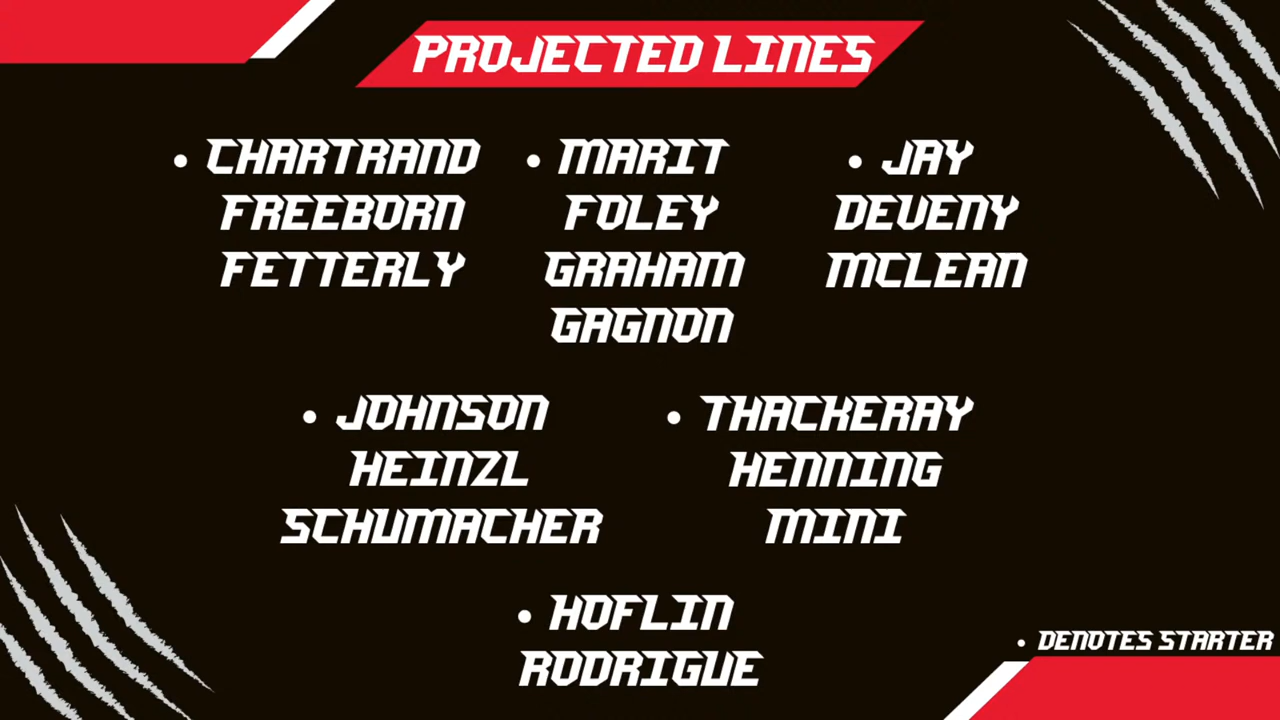 PROJECTED LINES
• CHARTRAND
FREEBORN
FETTERLY
• MARIT
FOLEY
GRAHAM
GAGNON
• JAY
DEVENY
MCLEAN
• JOHNSON
HEINZL
SCHUMACHER
• THACKERAY
HENNING
MINI
• HOFLIN
RODRIGUE
• DENOTES STARTER